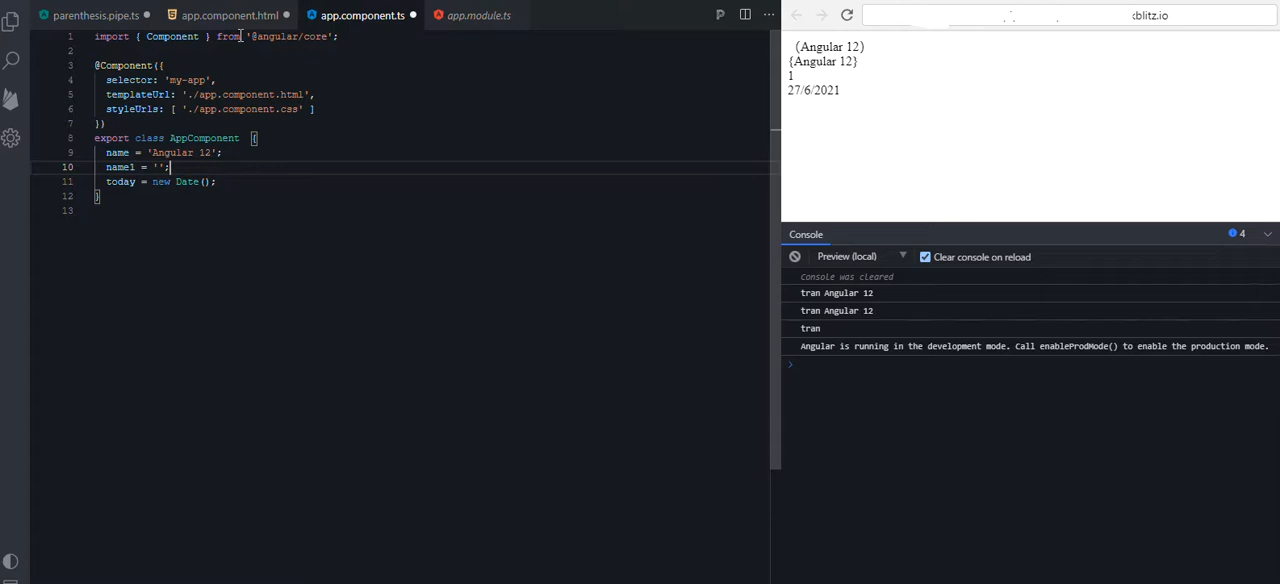 parenthesis.pipe.ts app.component.html app.component.ts app.module.ts
1 import { Component } from '@angular/core';
2
3 @Component({
4 selector: 'my-app',
5 templateUrl: './app.component.html',
6 styleUrls: [ './app.component.css' ]
7 })
8 export class AppComponent {
9 name = 'Angular 12';
10 name1 = '';
11 today = new Date();
12 }
13
kblitz.io
(Angular 12)
{Angular 12}
1
27/6/2021
Console 4
Preview (local) Clear console on reload
Console was cleared
tran Angular 12
tran Angular 12
tran
Angular is running in the development mode. Call enableProdMode() to enable the production mode.